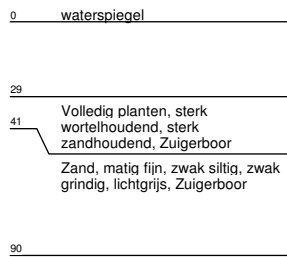 0 waterspiegel
29
Volledig planten, sterk
41 wortelhoudend, sterk
zandhoudend, Zuigerboor
Zand, matig fijn, zwak siltig, zwak
grindig, lichtgrijs, Zuigerboor
90